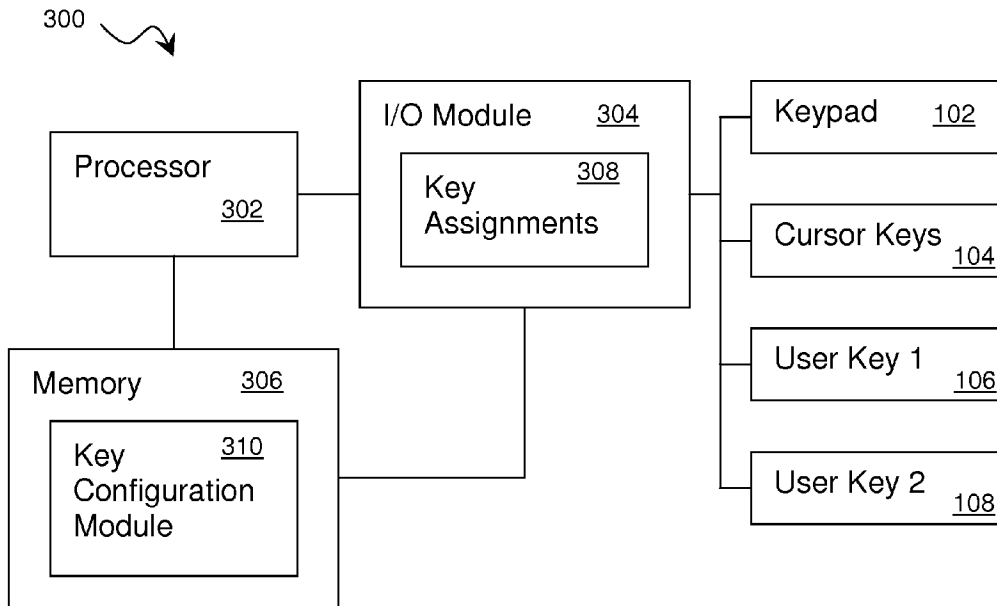 300
I/O Module 304
308
Key
Assignments
Processor
302
Memory 306
310
Key
Configuration
Module
Keypad 102
Cursor Keys
104
User Key 1
106
User Key 2
108